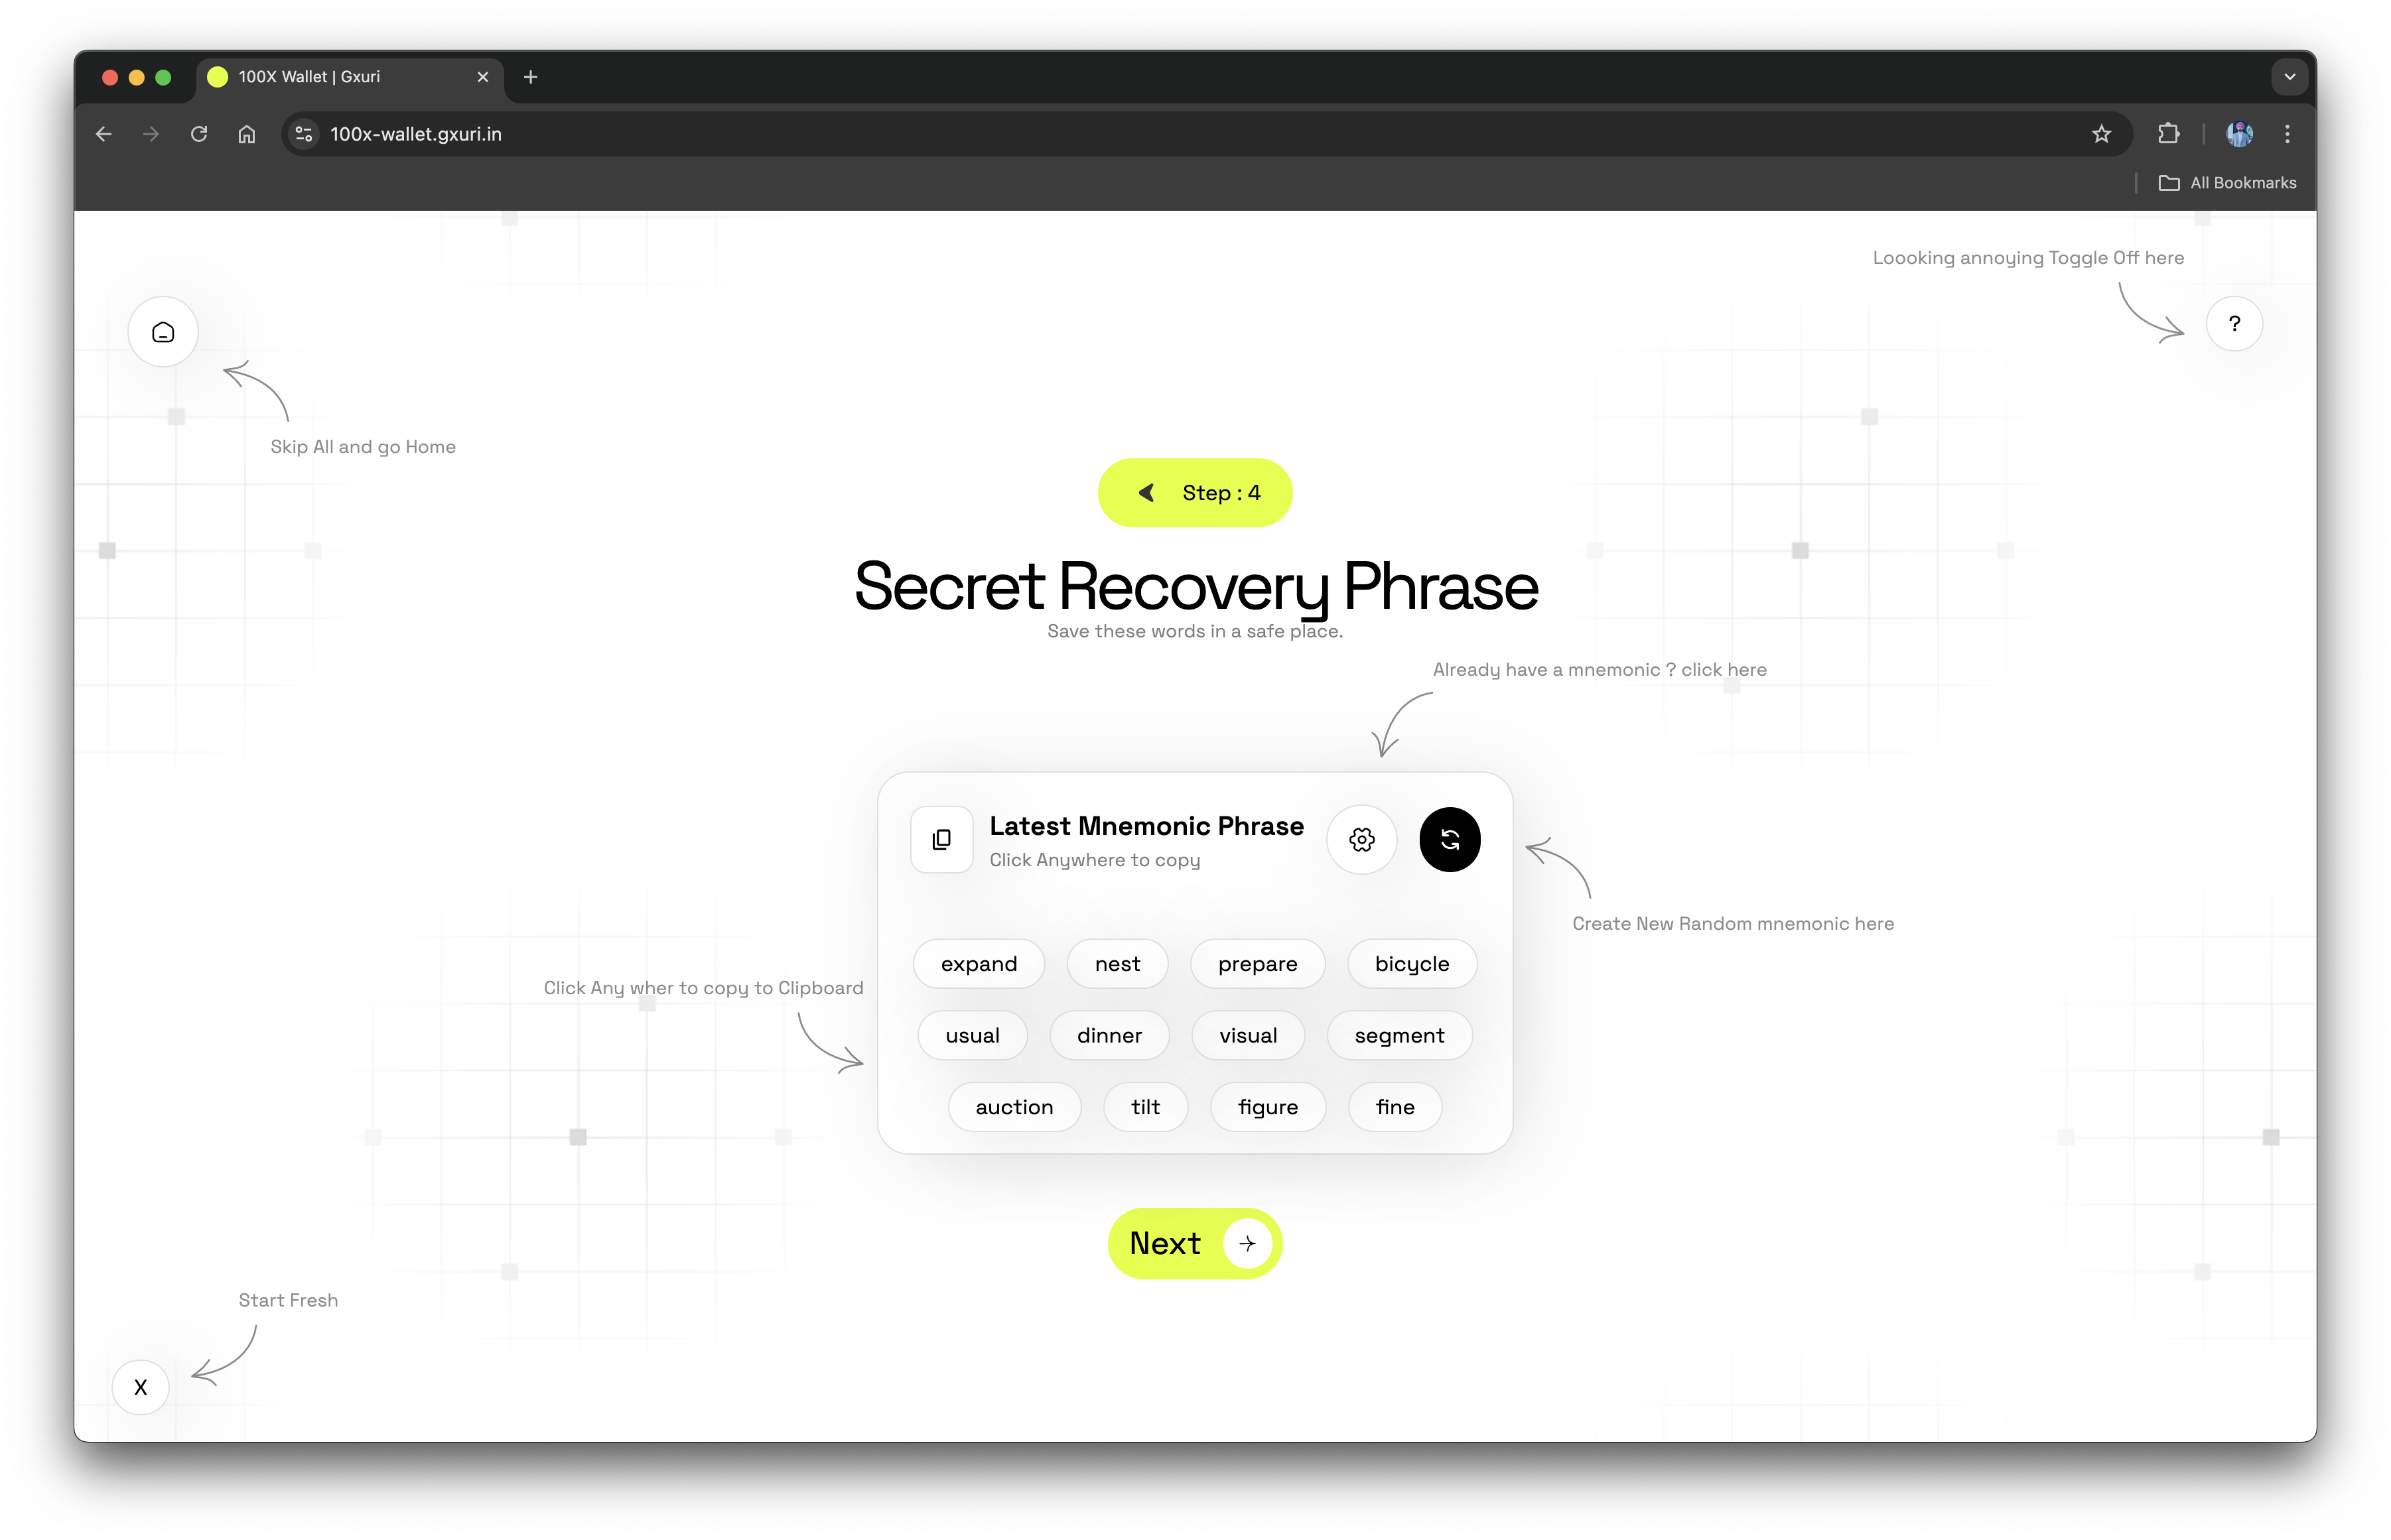 100X Wallet | Gxuri
100x-wallet.gxuri.in
All Bookmarks
Loooking annoying Toggle Off here
?
Skip All and go Home
Step : 4
Secret Recovery Phrase
Save these words in a safe place.
Already have a mnemonic ? click here
Latest Mnemonic Phrase
Click Anywhere to copy
Create New Random mnemonic here
expand nest prepare bicycle
Click Any wher to copy to Clipboard
usual dinner visual segment
auction tilt figure fine
Next
Start Fresh
X